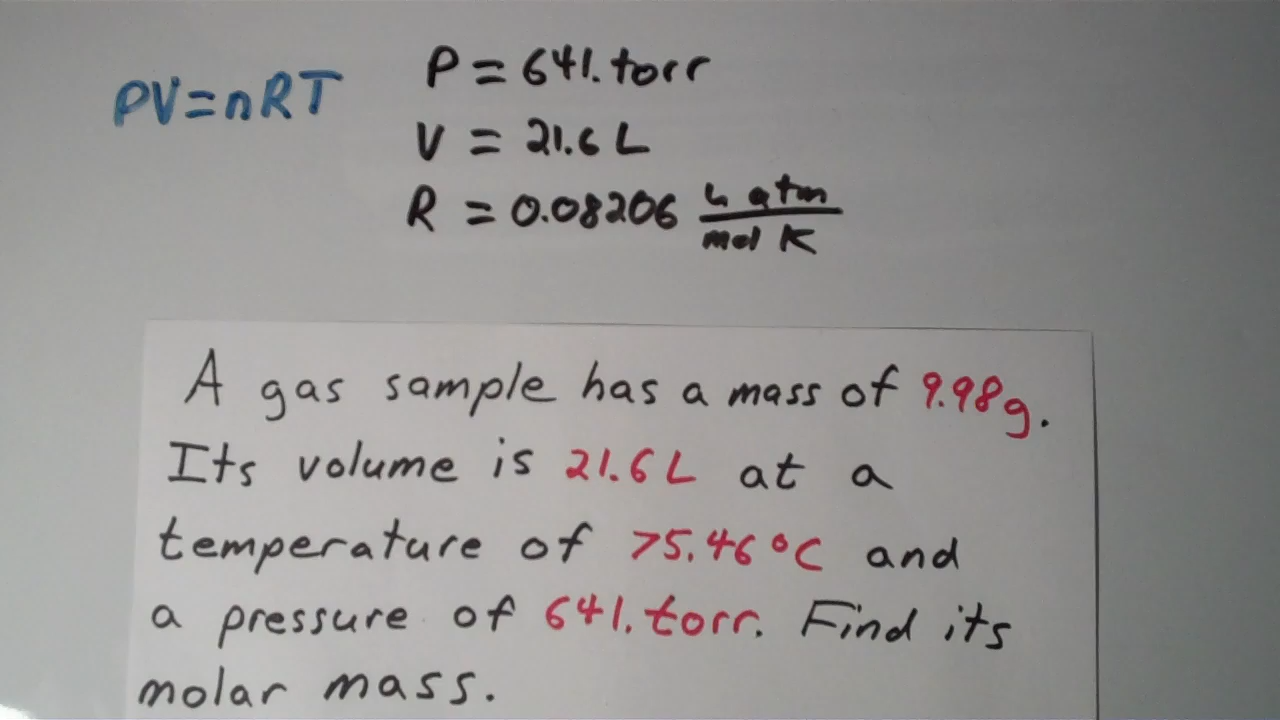 PV=nRT
P = 641. torr
V = 21.6 L
R = 0.08206 L atm / mol K
A gas sample has a mass of 9.98g.
Its volume is 21.6 L at a
temperature of 75.46°C and
a pressure of 641. torr. Find its
molar mass.